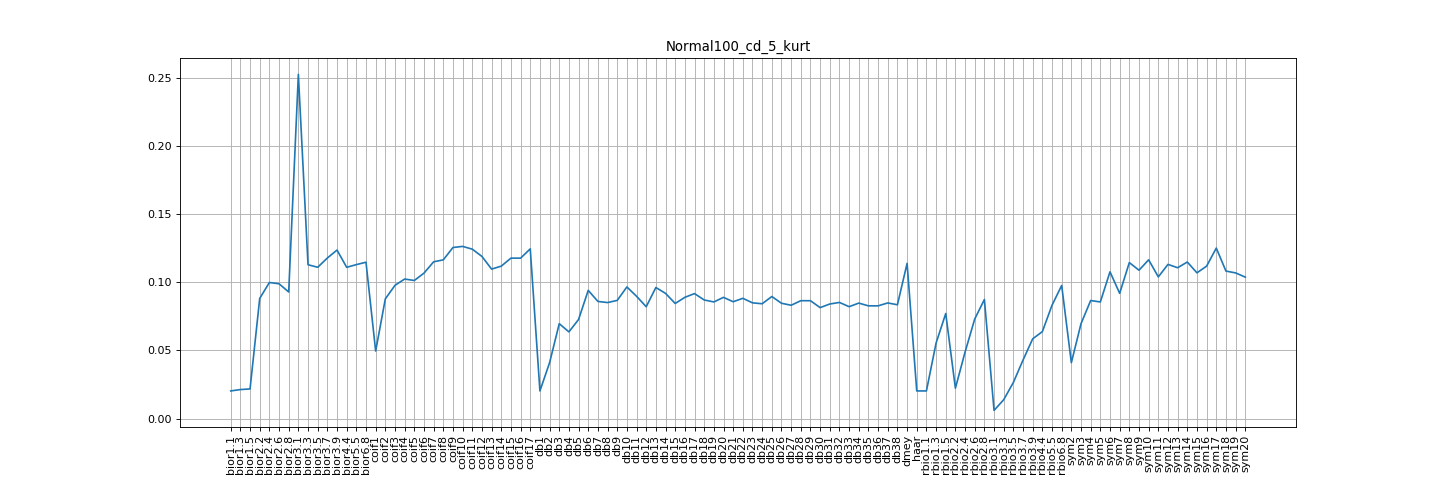 Normal100_cd_5_kurt
0.25
0.20
0.15
0.10
0.05
0.00
bior1.1
bior1.3
bior1.5
bior2.2
bior2.4
bior2.6
bior2.8
bior3.1
bior3.3
bior3.5
bior3.7
bior3.9
bior4.4
bior5.5
bior6.8
coif1
coif2
coif3
coif4
coif5
coif6
coif7
coif8
coif9
coif10
coif11
coif12
coif13
coif14
coif15
coif16
coif17
db1
db2
db3
db4
db5
db6
db7
db8
db9
db10
db11
db12
db13
db14
db15
db16
db17
db18
db19
db20
db21
db22
db23
db24
db25
db26
db27
db28
db29
db30
db31
db32
db33
db34
db35
db36
db37
db38
dmey
haar
rbio1.1
rbio1.3
rbio1.5
rbio2.2
rbio2.4
rbio2.6
rbio2.8
rbio3.1
rbio3.3
rbio3.5
rbio3.7
rbio3.9
rbio4.4
rbio5.5
rbio6.8
sym2
sym3
sym4
sym5
sym6
sym7
sym8
sym9
sym10
sym11
sym12
sym13
sym14
sym15
sym16
sym17
sym18
sym19
sym20